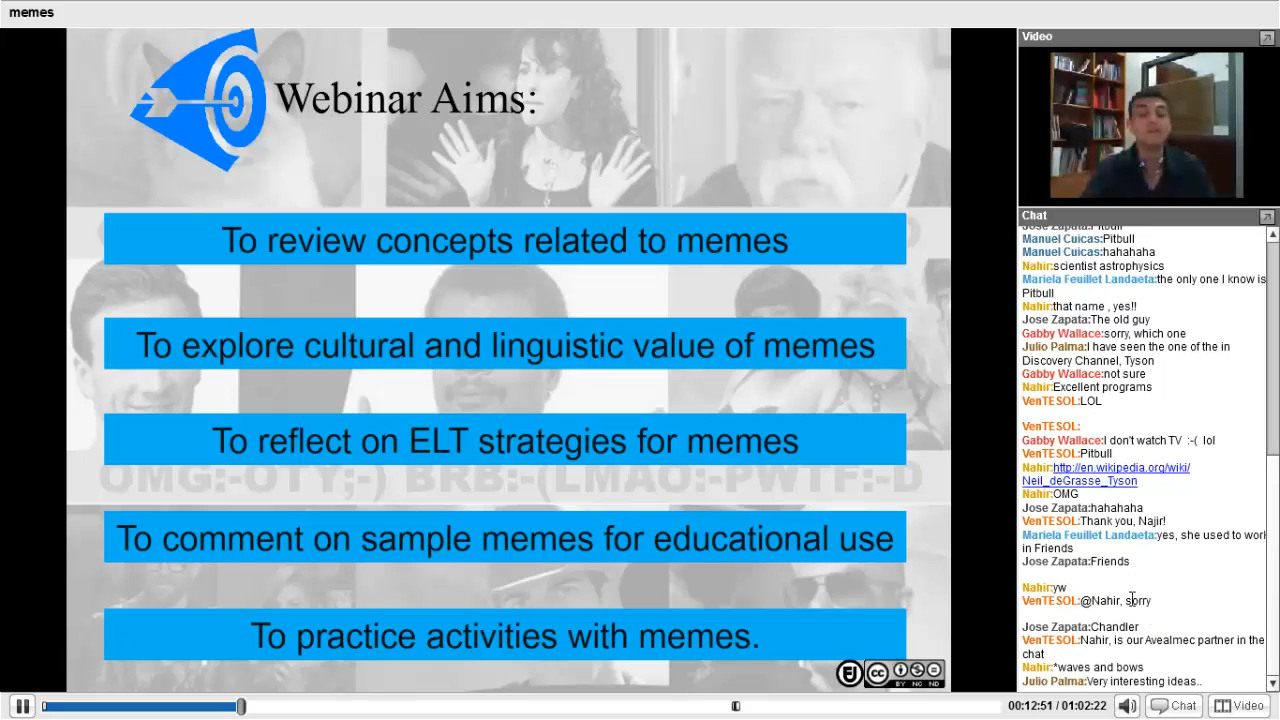 memes
Webinar Aims:
To review concepts related to memes
To explore cultural and linguistic value of memes
To reflect on ELT strategies for memes
OMG:-OTY:-) BRB:-(LMAO:-PWTF:-D
To comment on sample memes for educational use
To practice activities with memes.
FJ
cc
BY NC ND
Video
Chat
Jose Zapata:Pitbull
Manuel Cuicas:Pitbull
Manuel Cuicas:hahahaha
Nahir:scientist astrophysics
Mariela Feuillet Landaeta:the only one I know is
Pitbull
Nahir:that name , yes!!
Jose Zapata:The old guy
Gabby Wallace:sorry, which one
Julio Palma:I have seen the one of the in
Discovery Channel, Tyson
Gabby Wallace:not sure
Nahir:Excellent programs
VenTESOL:LOL
VenTESOL:
Gabby Wallace:I don't watch TV :-( lol
VenTESOL:Pitbull
Nahir:http://en.wikipedia.org/wiki/
Neil_deGrasse_Tyson
Nahir:OMG
Jose Zapata:hahahaha
VenTESOL:Thank you, Najir!
Mariela Feuillet Landaeta:yes, she used to work
in Friends
Jose Zapata:Friends
Nahir:yw
VenTESOL:@Nahir, sorry
Jose Zapata:Chandler
VenTESOL:Nahir, is our Avealmec partner in the
chat
Nahir:*waves and bows
Julio Palma:Very interesting ideas..
00:12:51 / 01:02:22
Chat
Video